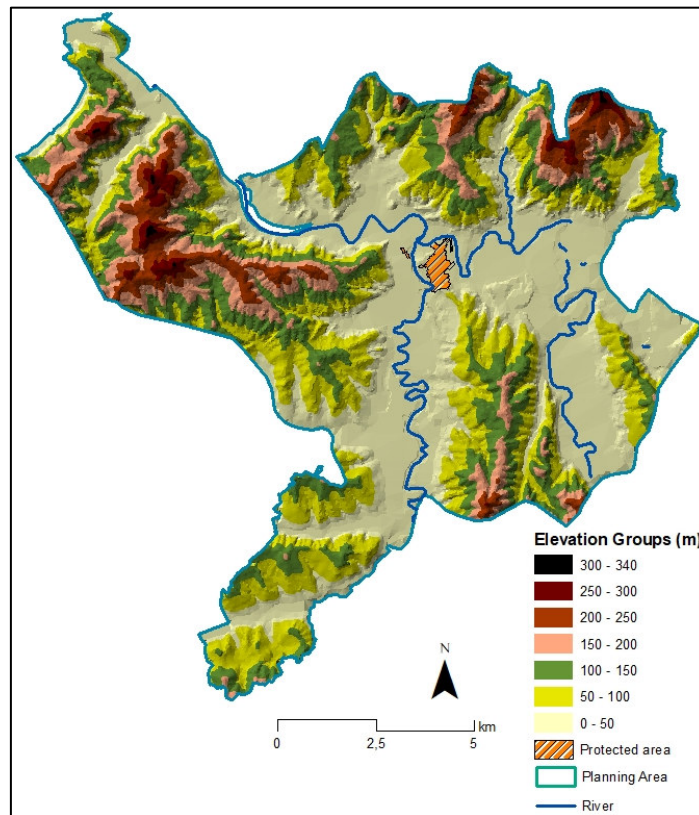 N
0
2,5
5
km
Elevation Groups (m)
300 - 340
250 - 300
200 - 250
150 - 200
100 - 150
50 - 100
0 - 50
Protected area
Planning Area
River